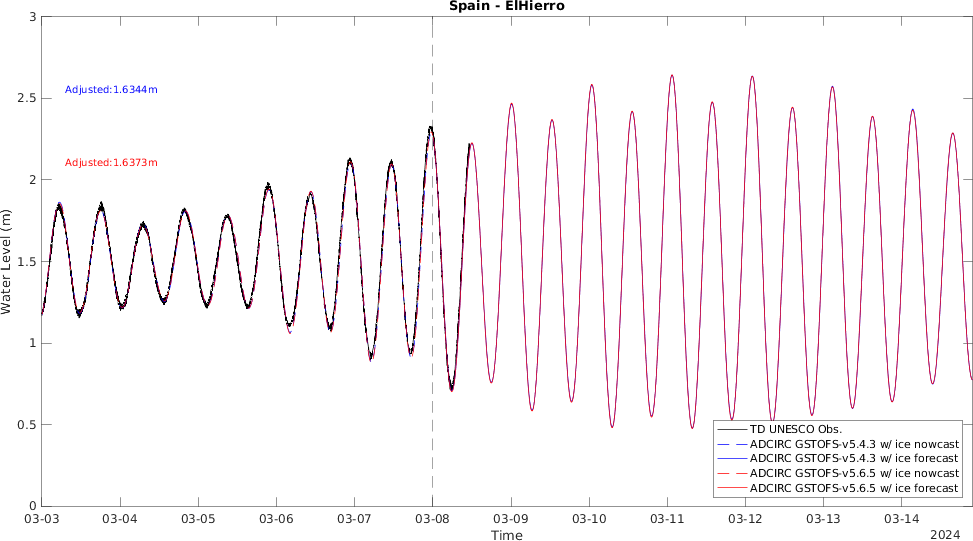 Spain - ElHierro
3
2.5
2
1.5
1
0.5
0
Water Level (m)
Adjusted:1.6344m
Adjusted:1.6373m
TD UNESCO Obs.
ADCIRC GSTOFS-v5.4.3 w/ ice nowcast
ADCIRC GSTOFS-v5.4.3 w/ ice forecast
ADCIRC GSTOFS-v5.6.5 w/ ice nowcast
ADCIRC GSTOFS-v5.6.5 w/ ice forecast
03-03 03-04 03-05 03-06 03-07 03-08 03-09 03-10 03-11 03-12 03-13 03-14
Time
2024